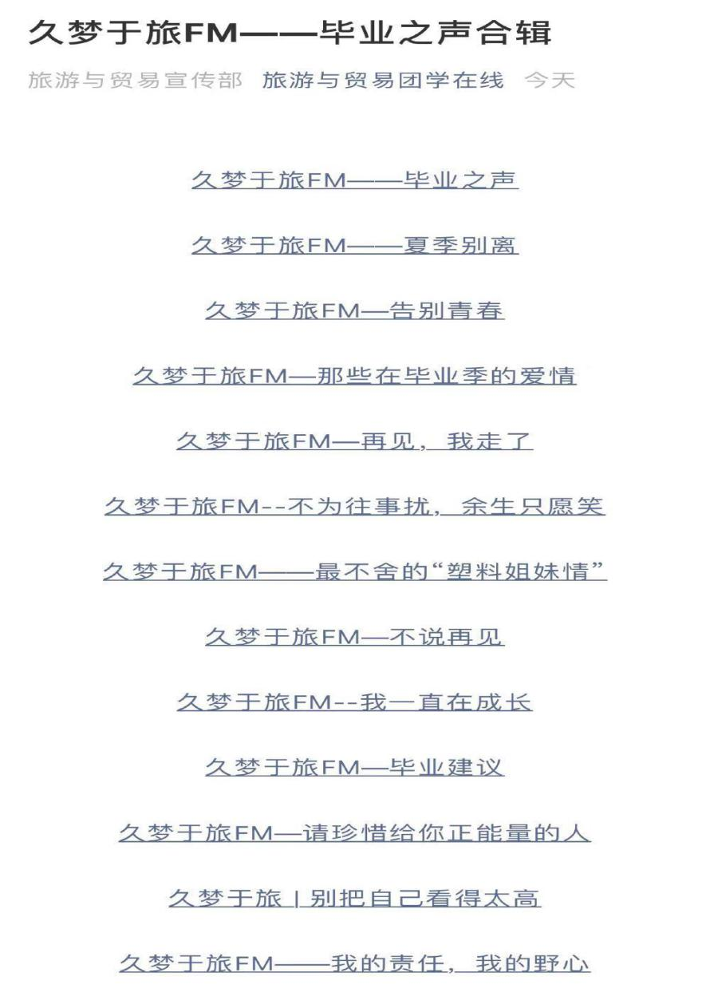 久梦于旅FM——毕业之声合辑
旅游与贸易宣传部 旅游与贸易团学在线 今天
久梦于旅FM——毕业之声
久梦于旅FM——夏季别离
久梦于旅FM—告别青春
久梦于旅FM—那些在毕业季的爱情
久梦于旅FM—再见，我走了
久梦于旅FM--不为往事扰，余生只愿笑
久梦于旅FM——最不舍的“塑料姐妹情”
久梦于旅FM—不说再见
久梦于旅FM--我一直在成长
久梦于旅FM—毕业建议
久梦于旅FM—请珍惜给你正能量的人
久梦于旅 | 别把自己看得太高
久梦于旅FM——我的责任，我的野心